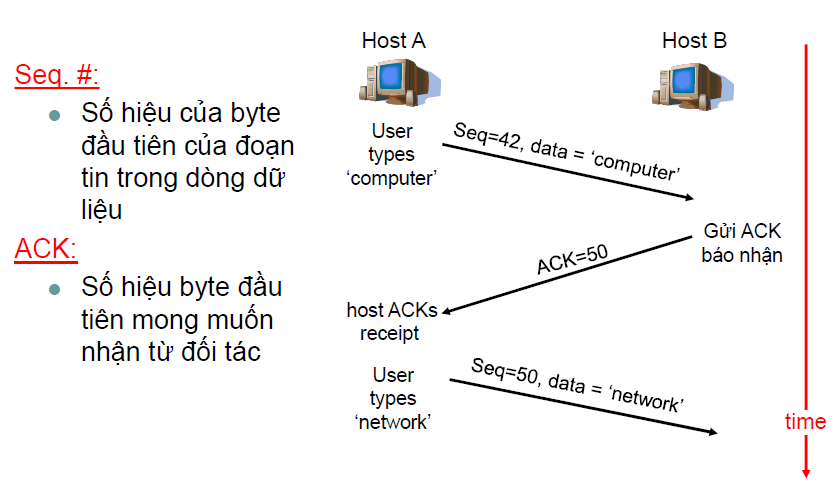 Seq. #:
Số hiệu của byte
đầu tiên của đoạn
tin trong dòng dữ
liệu
ACK:
Số hiệu byte đầu
tiên mong muốn
nhận từ đối tác
Host A
Host B
User
types
‘computer’
Seq=42, data = ‘computer’
Gửi ACK
báo nhận
ACK=50
host ACKs
receipt
User
types
‘network’
Seq=50, data = ‘network’
time